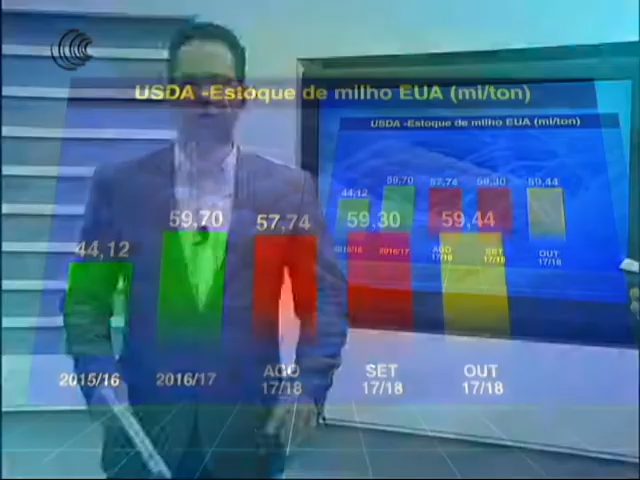 USDA -Estoque de milho EUA (mi/ton)
USDA -Estoque de milho EUA (mi/ton)
44,12 59,70 57,74 59,30 59,44
44,12 59,70 57,74 59,30 59,44
2015/16 2016/17 AGO SET OUT
17/18 17/18 17/18
2015/16 2016/17 AGO SET OUT
17/18 17/18 17/18